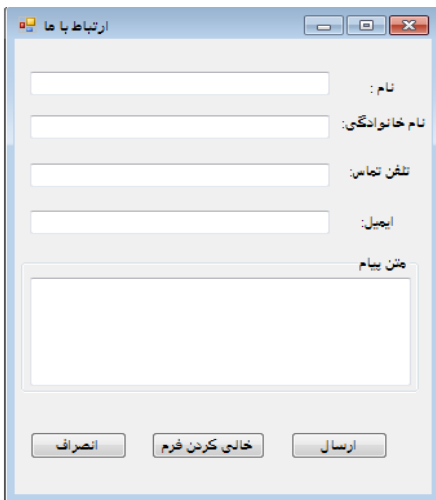 ارتباط با ما
نام :
نام خانوادگی:
تلفن تماس:
ایمیل:
متن پیام
ارسال خالی کردن فرم انصراف